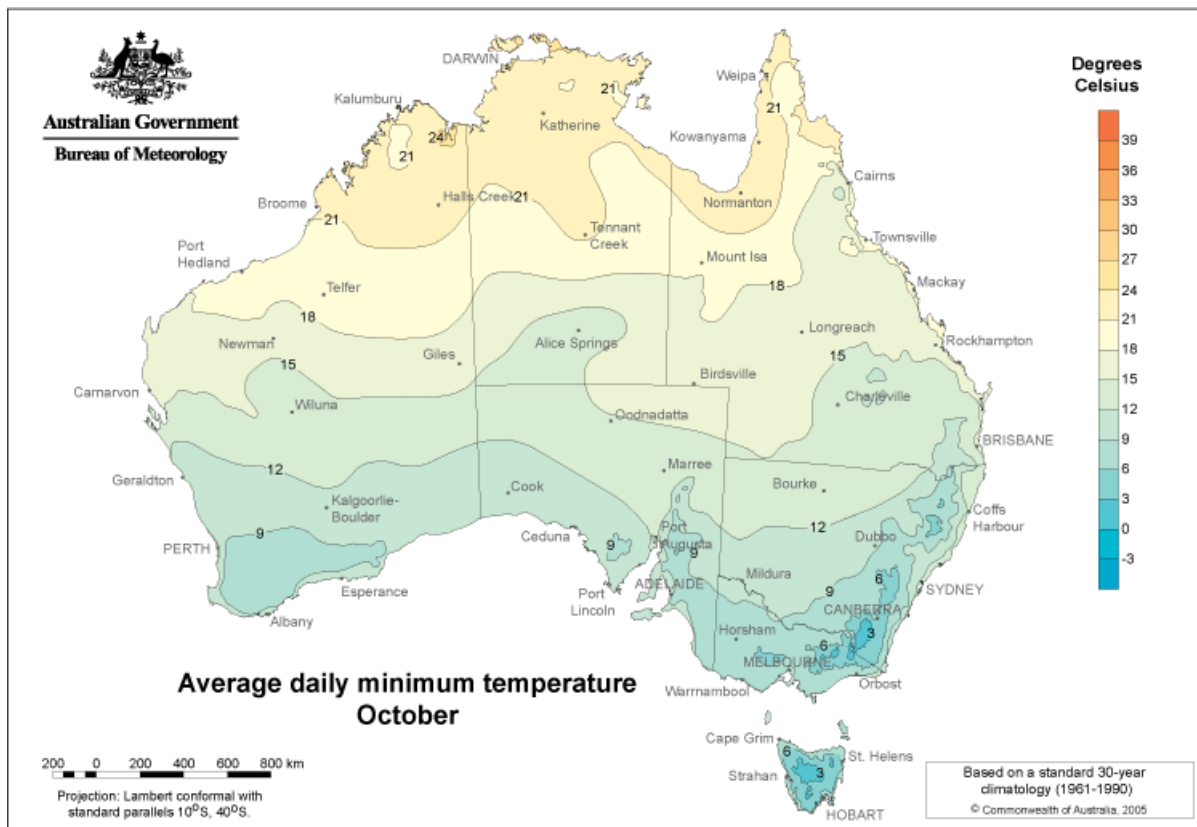 Australian Government
Bureau of Meteorology
Degrees
Celsius
39
36
33
30
27
24
21
18
15
12
9
6
3
0
-3
DARWIN
Weipa
Kalumburu
21
21
Katherine
24
Kowanyama
21
Cairns
Halls Creek
21
Normanton
Broome
21
Tennant
Creek
Townsville
Port
Hedland
Mount Isa
Telfer
18
Mackay
18
Longreach
Newman
Alice Springs
Rockhampton
Giles
15
15
Birdsville
Carnarvon
Charleville
Wiluna
Oodnadatta
BRISBANE
12
Marree
Geraldton
Cook
Bourke
Kalgoorlie-
Boulder
Coffs
Harbour
12
9
Ceduna
Port
Augusta
Dubbo
PERTH
9
9
Mildura
6
ADELAIDE
Esperance
9
SYDNEY
Port
Lincoln
CANBERRA
Albany
Horsham
3
6
MELBOURNE
Orbost
Warrnambool
Average daily minimum temperature
October
Cape Grim
6
St. Helens
Strahan
3
HOBART
200 0 200 400 600 800 km
Projection: Lambert conformal with
standard parallels 10°S, 40°S.
Based on a standard 30-year
climatology (1961-1990)
© Commonwealth of Australia, 2005